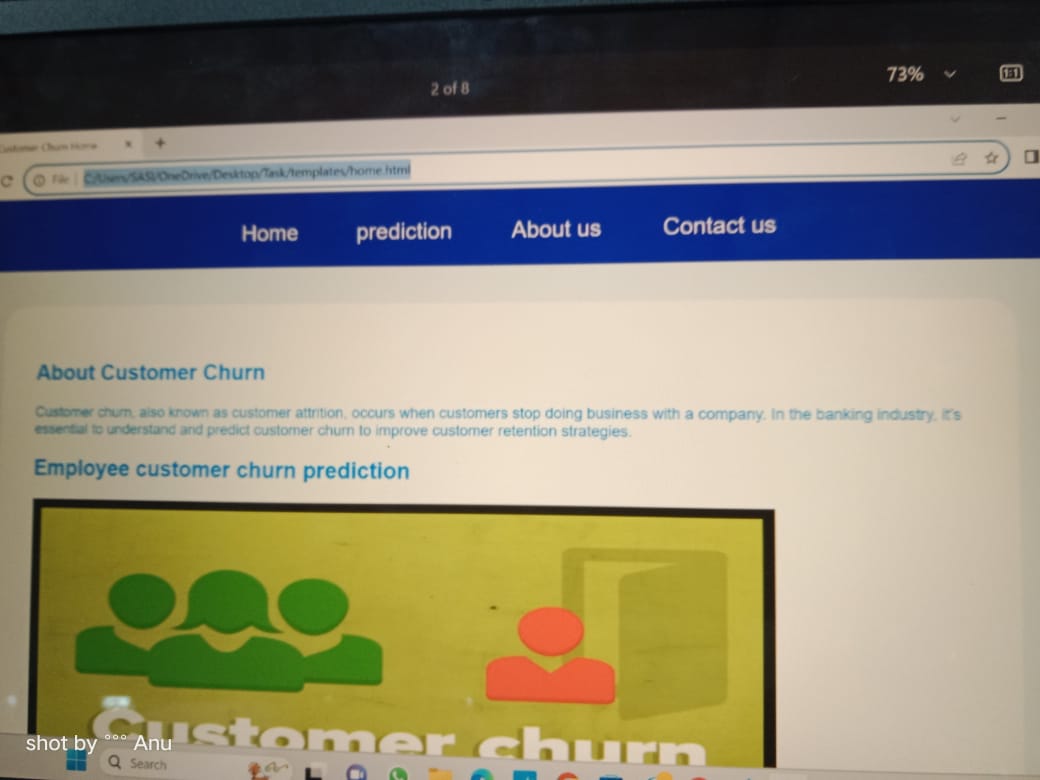 73%
1:1
2 of 8
Customer Churn Home
File
C:/Users/SASI/OneDrive/Desktop/Task/templates/home.html
Home prediction About us Contact us
About Customer Churn
Customer churn, also known as customer attrition, occurs when customers stop doing business with a company. In the banking industry, it's
essential to understand and predict customer churn to improve customer retention strategies.
Employee customer churn prediction
Customer churn
shot by °°° Anu
Search